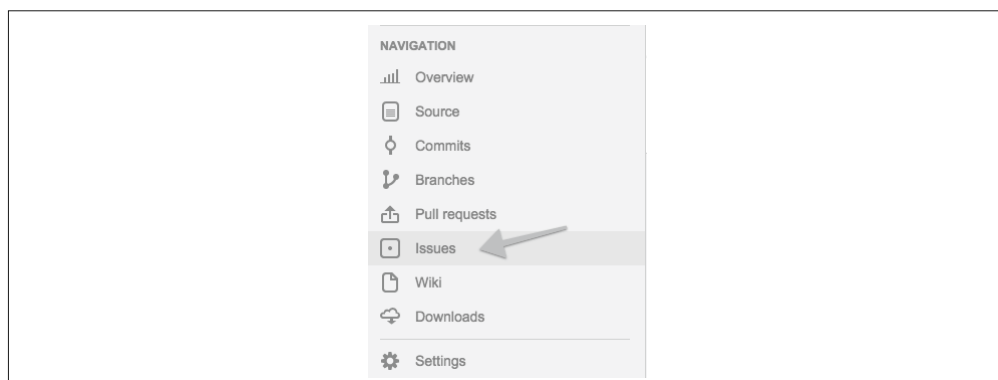 NAVIGATION
Overview
Source
Commits
Branches
Pull requests
Issues
Wiki
Downloads
Settings